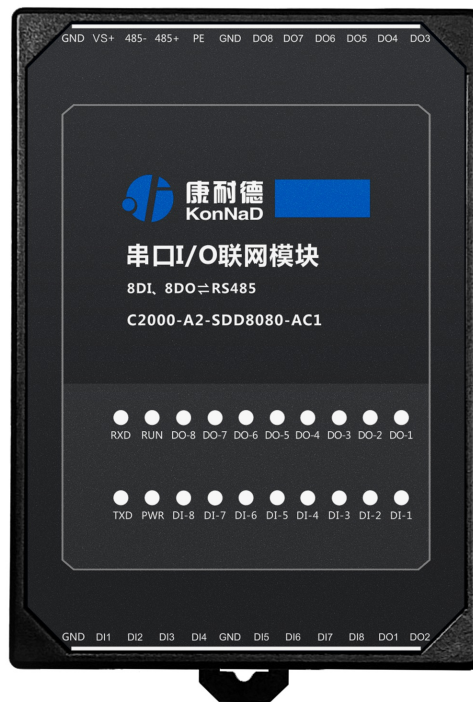 GND VS+ 485- 485+ PE GND DO8 DO7 DO6 DO5 DO4 DO3
康耐德
KonNaD
串口I/O联网模块
8DI、8DO⇌RS485
C2000-A2-SDD8080-AC1
RXD RUN DO-8 DO-7 DO-6 DO-5 DO-4 DO-3 DO-2 DO-1
TXD PWR DI-8 DI-7 DI-6 DI-5 DI-4 DI-3 DI-2 DI-1
GND DI1 DI2 DI3 DI4 GND DI5 DI6 DI7 DI8 DO1 DO2